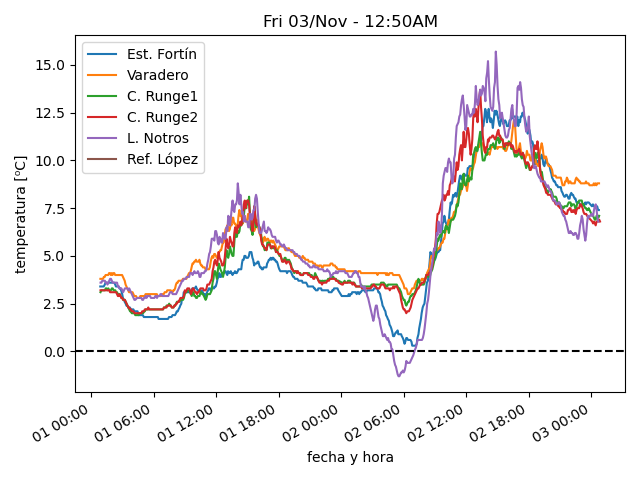 Fri 03/Nov - 12:50AM
temperatura [ºC]
15.0
12.5
10.0
7.5
5.0
2.5
0.0
Est. Fortín
Varadero
C. Runge1
C. Runge2
L. Notros
Ref. López
01 00:00
01 06:00
01 12:00
01 18:00
02 00:00
02 06:00
02 12:00
02 18:00
03 00:00
fecha y hora